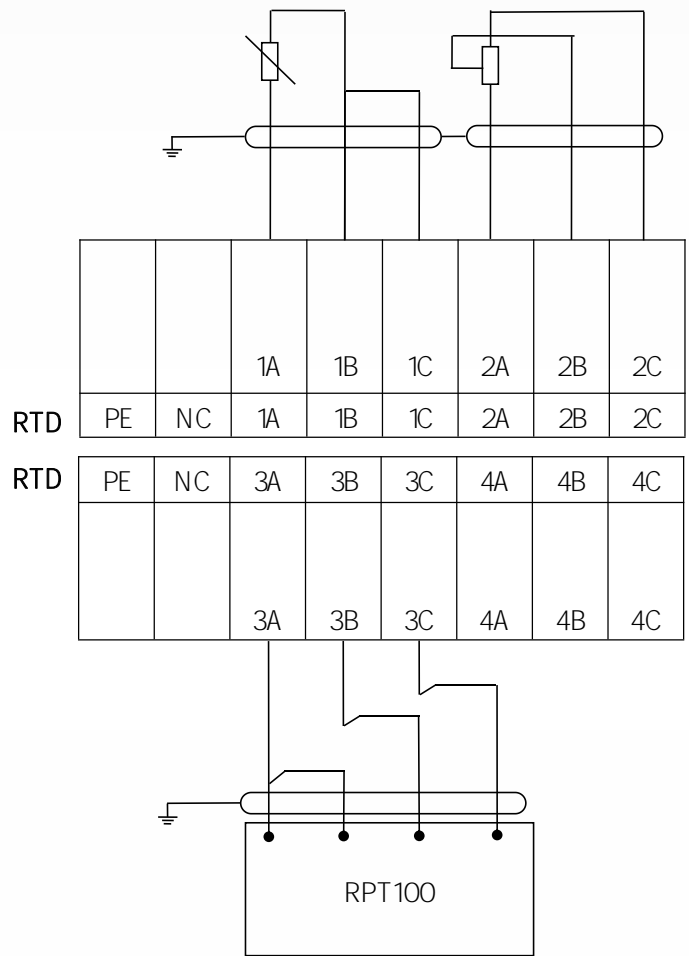 1A 1B 1C 2A 2B 2C
RTD PE NC 1A 1B 1C 2A 2B 2C
RTD PE NC 3A 3B 3C 4A 4B 4C
3A 3B 3C 4A 4B 4C
RPT100